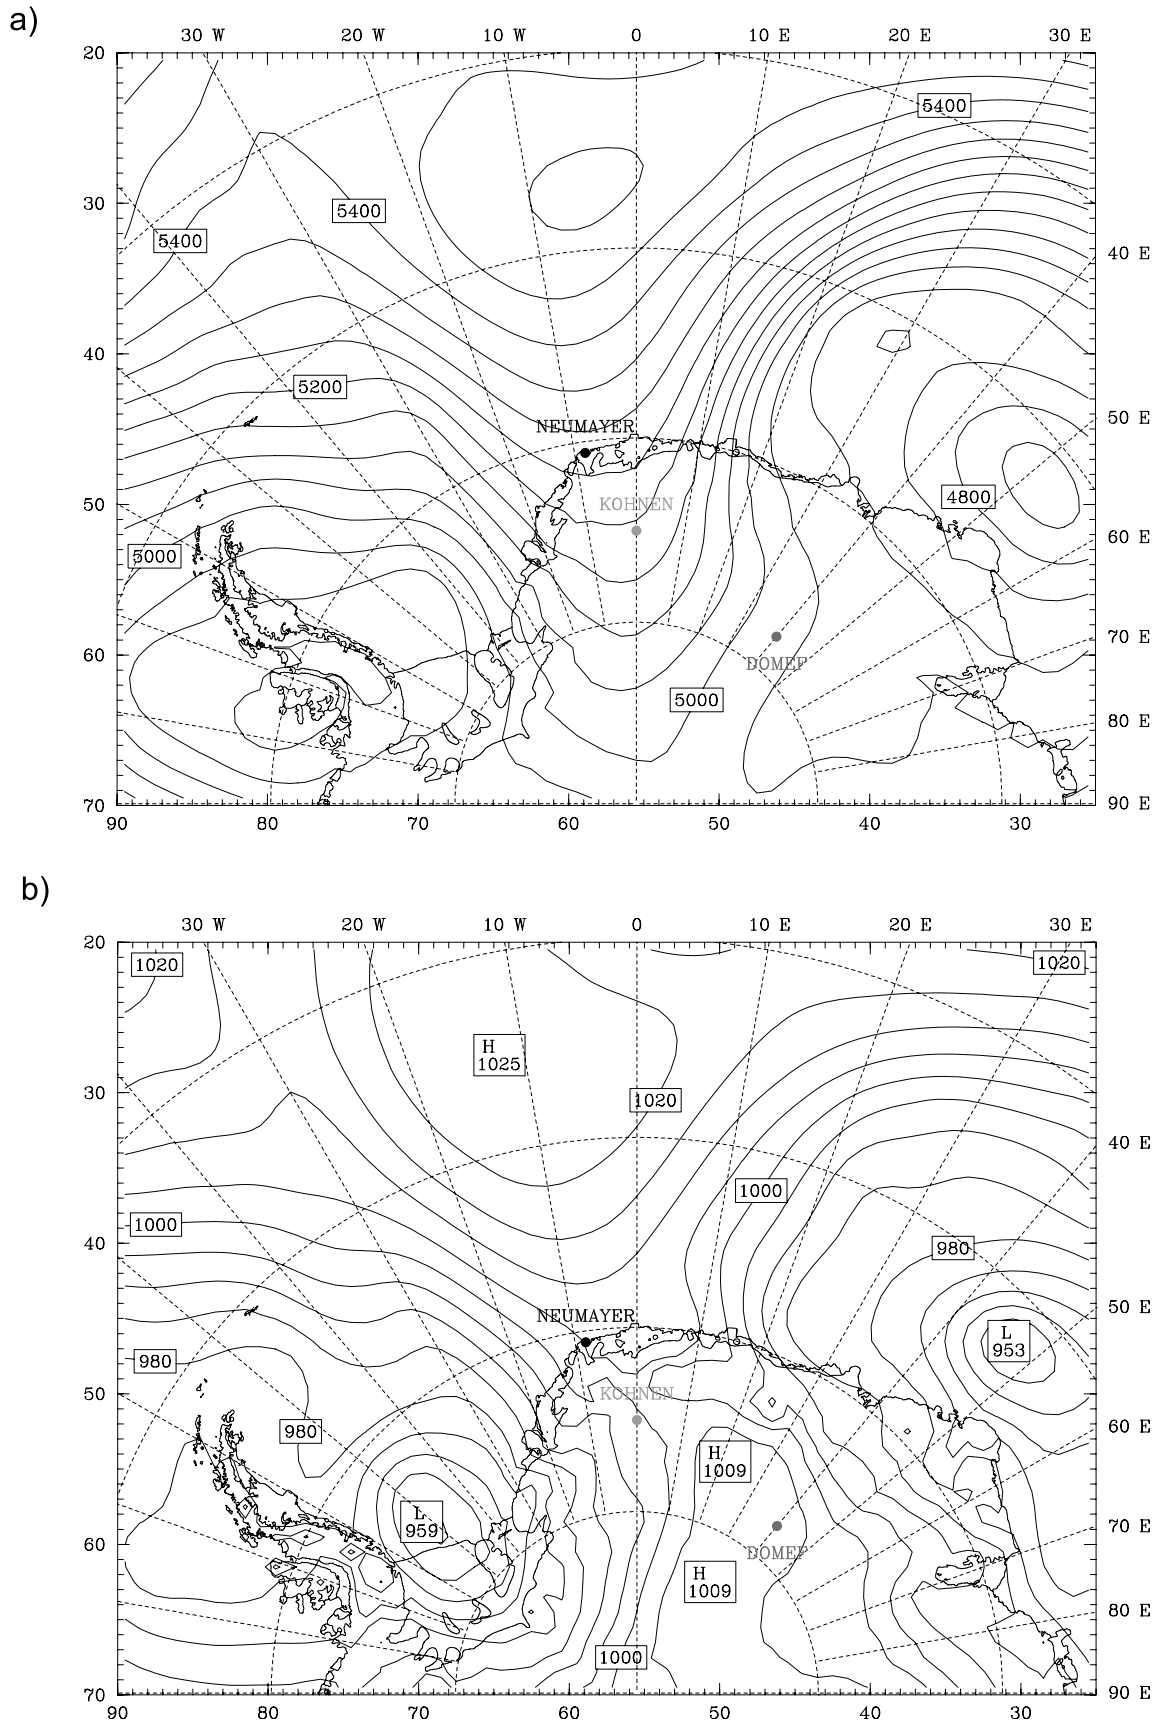 a)
30 W 20 W 10 W 0 10 E 20 E 30 E
20
5400
30
5400
5400
40 E
40
5200
50 E
NEUMAYER
4800
50
KOHNEN
60 E
5000
70 E
60
DOMEF
5000
80 E
70
90 E
90 80 70 60 50 40 30
b)
30 W 20 W 10 W 0 10 E 20 E 30 E
20
1020
1020
H
1025
30
1020
40 E
1000
1000
40
980
50 E
NEUMAYER
L
953
980
50
KOHNEN
60 E
980
H
1009
L
959
70 E
60
DOMEF
H
1009
80 E
1000
70
90 E
90 80 70 60 50 40 30